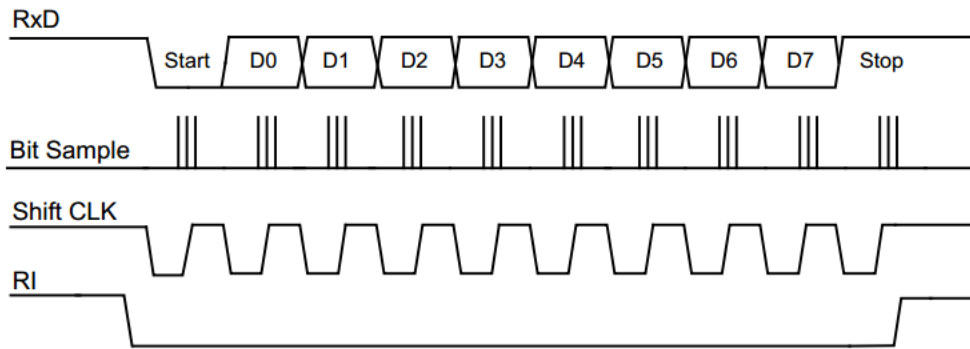 RxD
Start D0 D1 D2 D3 D4 D5 D6 D7 Stop
Bit Sample
Shift CLK
RI